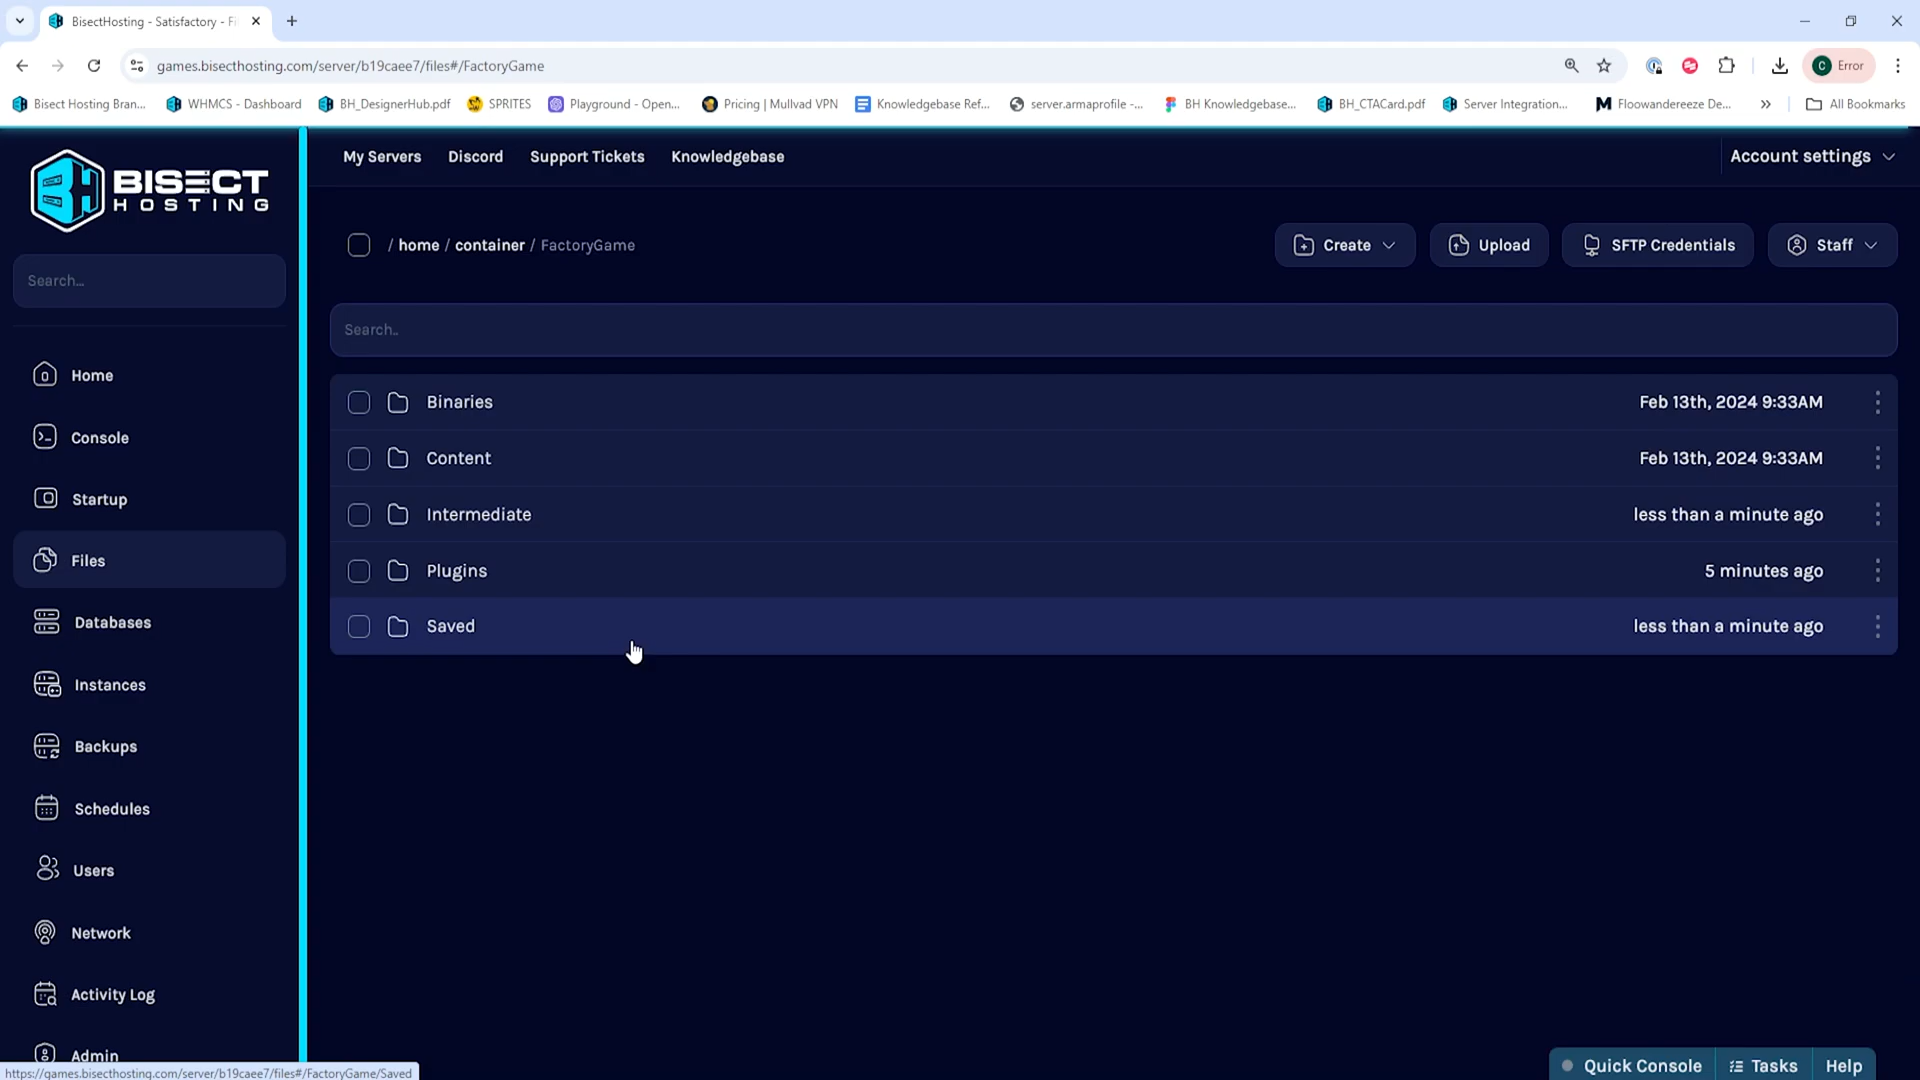 BisectHosting - Satisfactory - Fi
games.bisecthosting.com/server/b19caee7/files#/FactoryGame
C Error
Bisect Hosting Bran...
WHMCS - Dashboard
BH_DesignerHub.pdf
SPRITES
Playground - Open...
Pricing | Mullvad VPN
Knowledgebase Ref...
server.armaprofile -...
BH Knowledgebase...
BH_CTACard.pdf
Server Integration...
Floowandereeze De...
All Bookmarks
BISECT
HOSTING
My Servers
Discord
Support Tickets
Knowledgebase
Account settings
/ home / container / FactoryGame
Create
Upload
SFTP Credentials
Staff
Search...
Search..
Home
Console
Startup
Files
Databases
Instances
Backups
Schedules
Users
Network
Activity Log
Admin
Binaries Feb 13th, 2024 9:33AM
Content Feb 13th, 2024 9:33AM
Intermediate less than a minute ago
Plugins 5 minutes ago
Saved less than a minute ago
https://games.bisecthosting.com/server/b19caee7/files#/FactoryGame/Saved
Quick Console
Tasks
Help